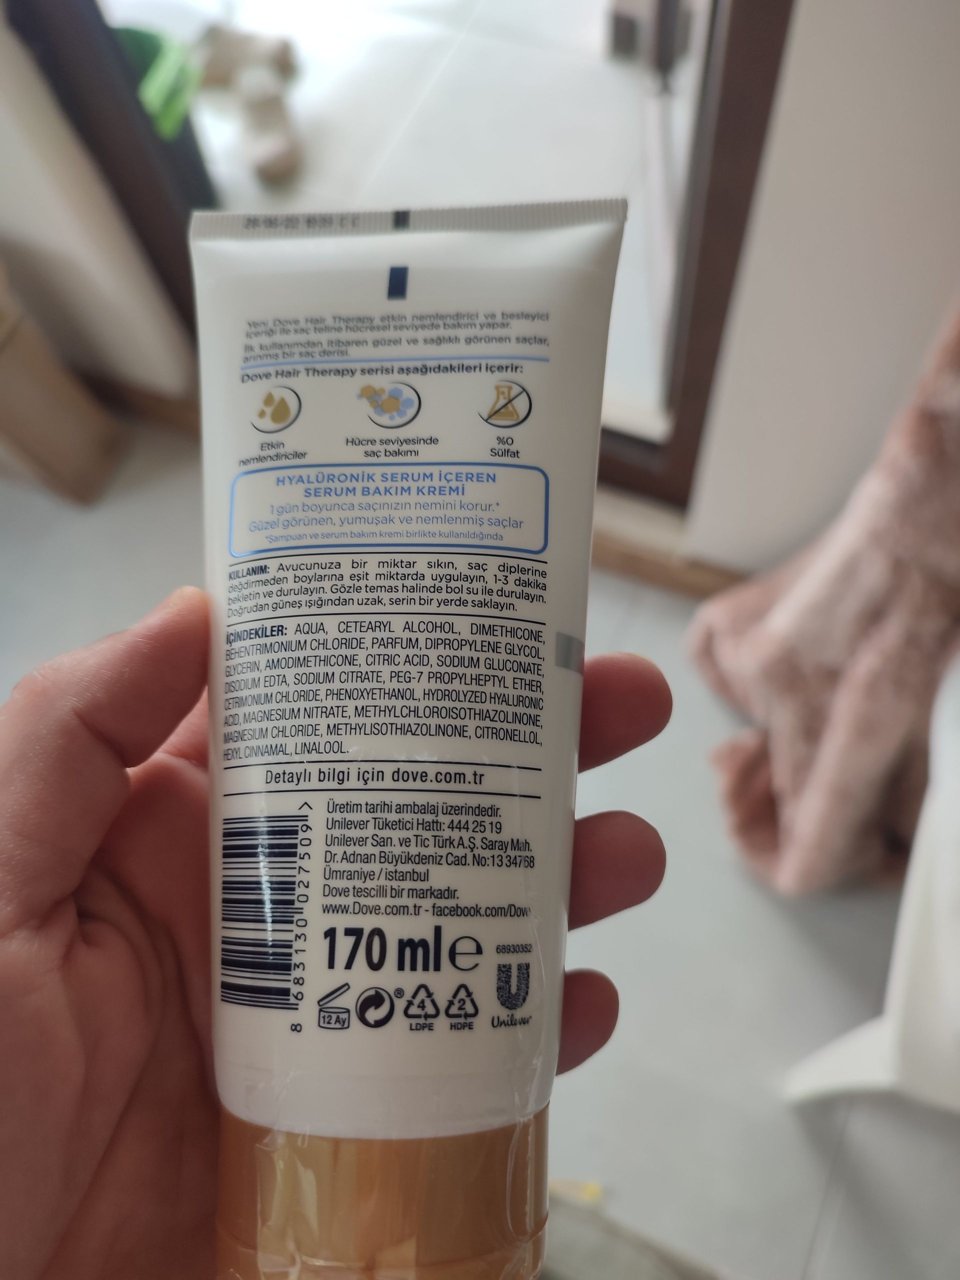 Yeni Dove Hair Therapy etkin nemlendirici ve besleyici
içeriği ile saç teline hücresel seviyede bakım yapar.
İlk kullanımdan itibaren güzel ve sağlıklı görünen saçlar,
arınmış bir saç derisi.
Dove Hair Therapy serisi aşağıdakileri içerir:
Etkin
nemlendiriciler
Hücre seviyesinde
saç bakımı
%0
Sülfat
HYALÜRONİK SERUM İÇEREN
SERUM BAKIM KREMİ
1 gün boyunca saçınızın nemini korur.*
Güzel görünen, yumuşak ve nemlenmiş saçlar
*Şampuan ve serum bakım kremi birlikte kullanıldığında
KULLANIM: Avucunuza bir miktar sıkın, saç diplerine
değdirmeden boylarına eşit miktarda uygulayın, 1-3 dakika
bekletin ve durulayın. Gözle temas halinde bol su ile durulayın.
Doğrudan güneş ışığından uzak, serin bir yerde saklayın.
İÇİNDEKİLER: AQUA, CETEARYL ALCOHOL, DIMETHICONE,
BEHENTRIMONIUM CHLORIDE, PARFUM, DIPROPYLENE GLYCOL,
GLYCERIN, AMODIMETHICONE, CITRIC ACID, SODIUM GLUCONATE,
DISODIUM EDTA, SODIUM CITRATE, PEG-7 PROPYLHEPTYL ETHER,
CETRIMONIUM CHLORIDE, PHENOXYETHANOL, HYDROLYZED HYALURONIC
ACID, MAGNESIUM NITRATE, METHYLCHLOROISOTHIAZOLINONE,
MAGNESIUM CHLORIDE, METHYLISOTHIAZOLINONE, CITRONELLOL,
HEXYL CINNAMAL, LINALOOL.
Detaylı bilgi için dove.com.tr
Üretim tarihi ambalaj üzerindedir.
Unilever Tüketici Hattı: 444 25 19
Unilever San. ve Tic Türk A.Ş. Saray Mah.
Dr. Adnan Büyükdeniz Cad. No:13 34768
Ümraniye / istanbul
Dove tescilli bir markadır.
www.Dove.com.tr - facebook.com/Dove
8 683130 027509 >
170 ml e
68930352
12 Ay
4
LDPE
2
HDPE
Unilever